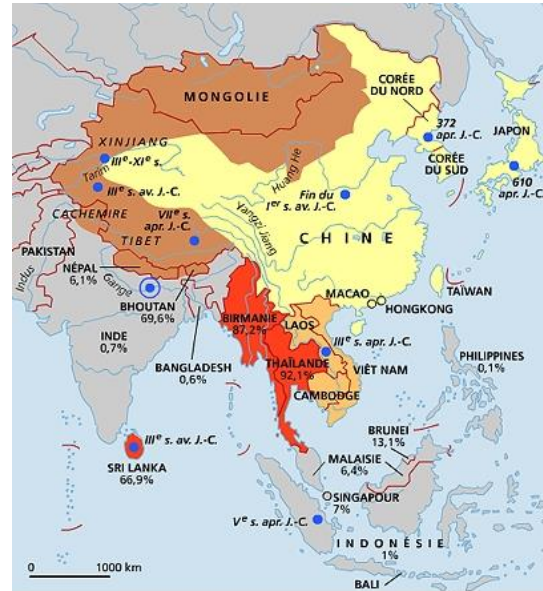 MONGOLIE
CORÉE
DU NORD
372
apr. J.-C.
JAPON
CORÉE
DU SUD
610
apr. J.-C.
XINJIANG
IIIe-XIe s.
Tarim
IIIe s. av. J.-C.
Huang He
Fin du
Ier s. av. J.-C.
CACHEMIRE
VIIe s.
apr. J.-C.
TIBET
Yangzi Jiang
CHINE
PAKISTAN
Indus
NÉPAL
6,1%
Gange
BHOUTAN
69,6%
MACAO
HONGKONG
TAÏWAN
BIRMANIE
87,2%
LAOS
IIIe s. apr. J.-C.
INDE
0,7%
BANGLADESH
0,6%
THAÏLANDE
92,1%
VIÊT NAM
CAMBODGE
PHILIPPINES
0,1%
IIIe s. av. J.-C.
SRI LANKA
66,9%
BRUNEI
13,1%
MALAISIE
6,4%
SINGAPOUR
7%
Ve s. apr. J.-C.
INDONÉSIE
1%
BALI
0 1000 km